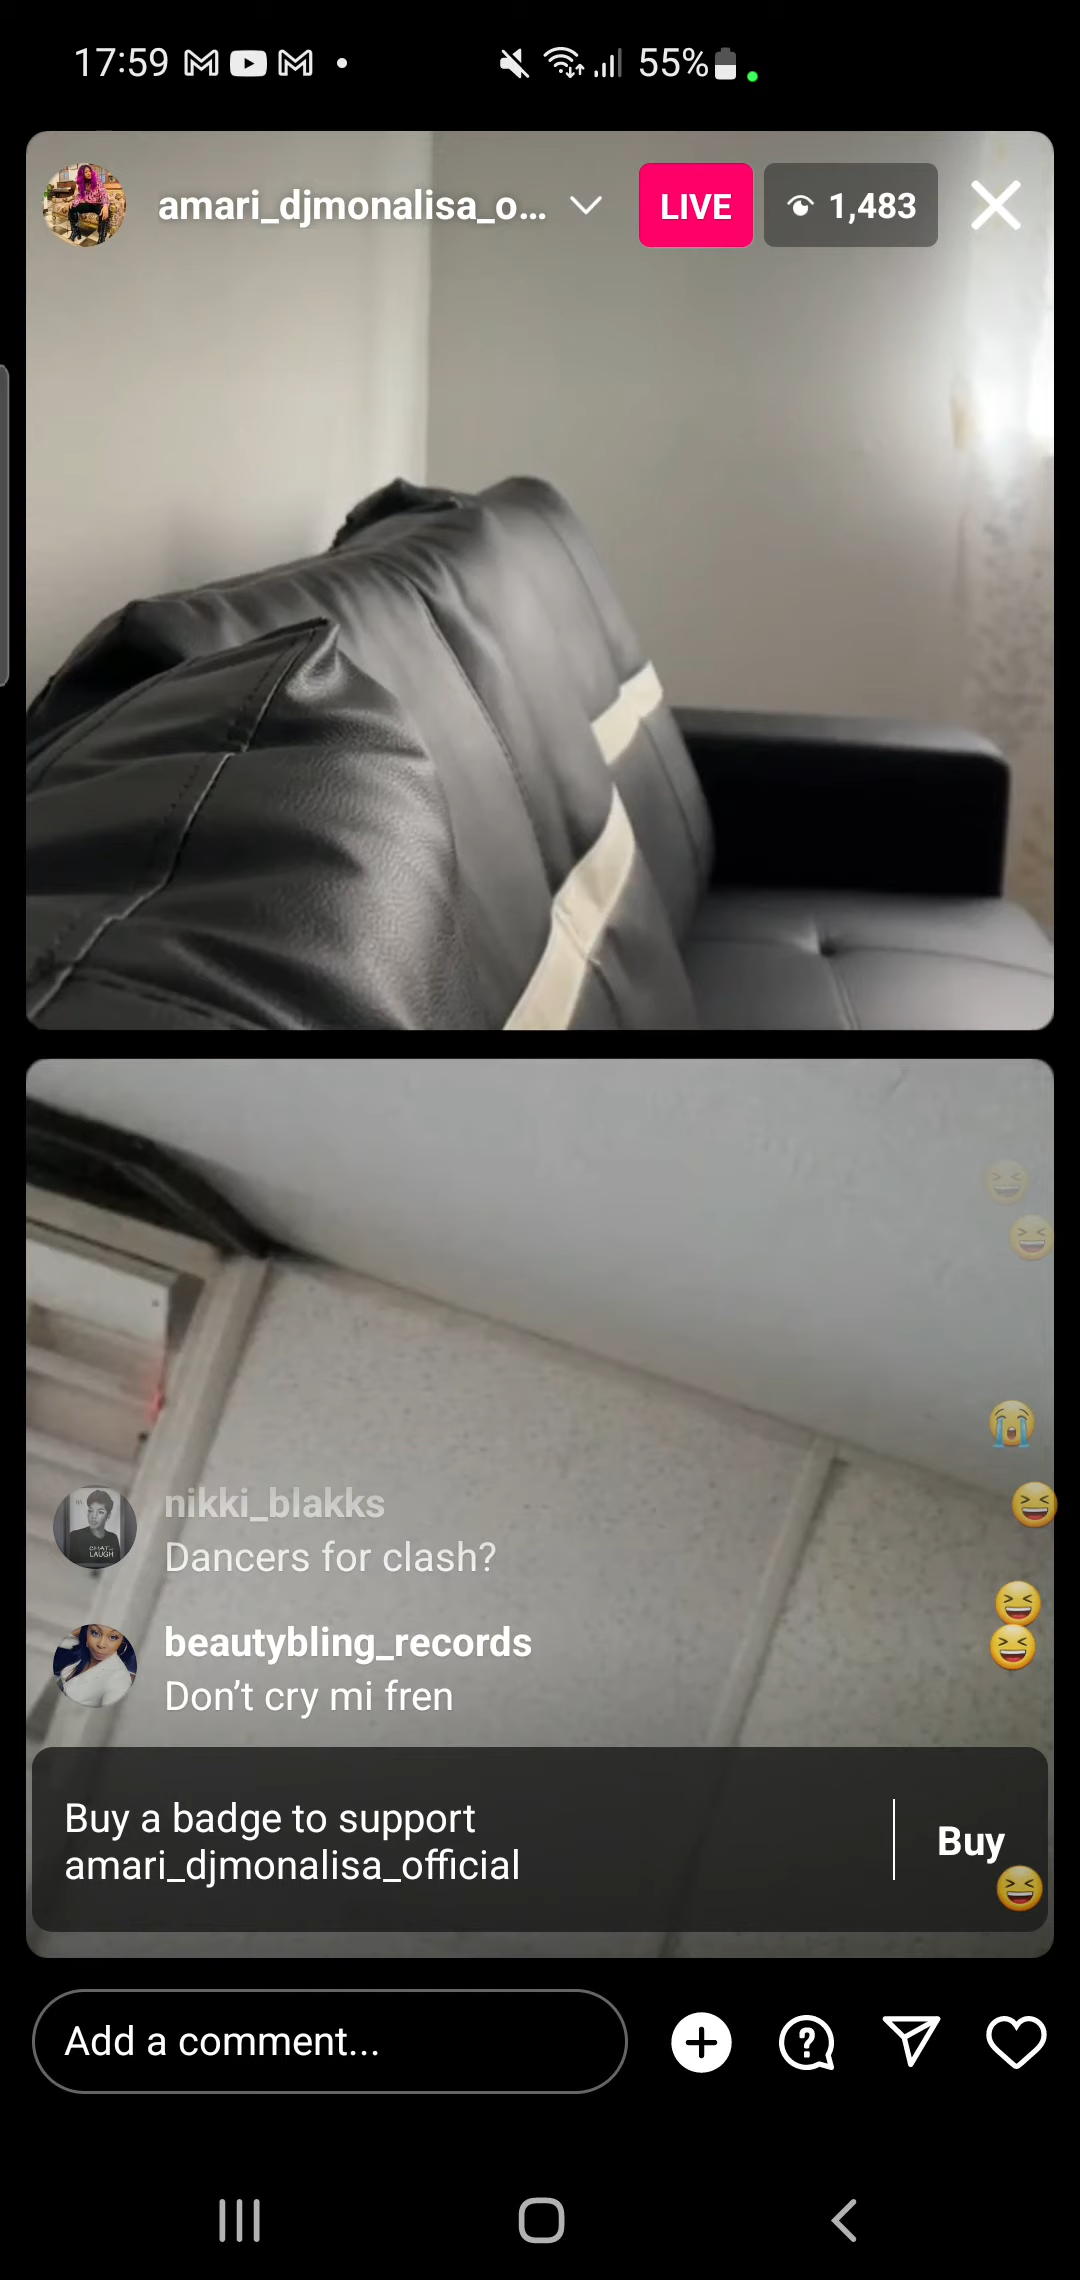 17:59
55%
amari_djmonalisa_o...
LIVE
1,483
nikki_blakks
Dancers for clash?
beautybling_records
Don't cry mi fren
Buy a badge to support
amari_djmonalisa_official
Buy
Add a comment...